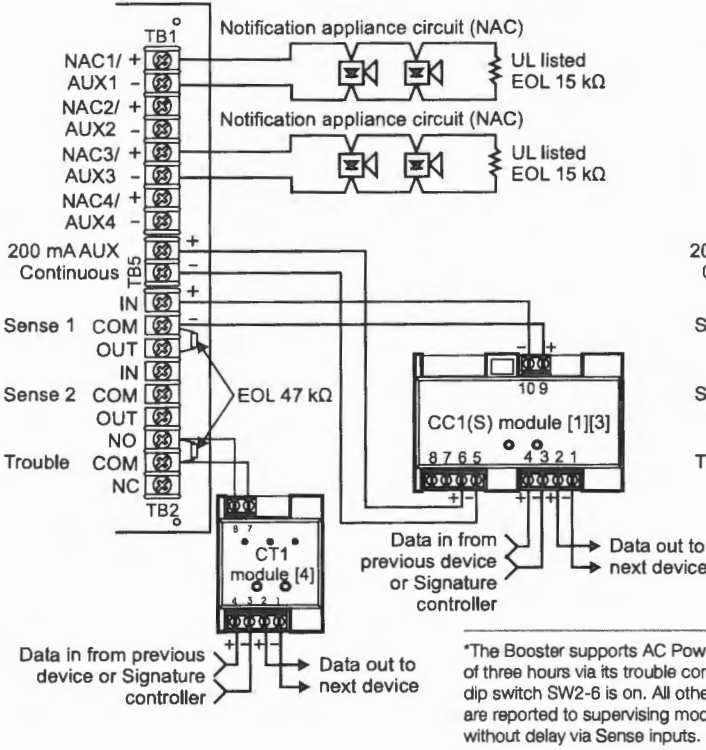 TB1
Notification appliance circuit (NAC)
NAC1/ +
AUX1 -
UL listed
EOL 15 kΩ
NAC2/ +
AUX2 -
Notification appliance circuit (NAC)
NAC3/ +
AUX3 -
UL listed
EOL 15 kΩ
NAC4/ +
AUX4 -
200 mA AUX
Continuous
TB5
+
-
20
Sense 1
IN
COM
OUT
+
-
S
Sense 2
IN
COM
OUT
EOL 47 kΩ
S
Trouble
NO
COM
NC
T
TB2
- +
10 9
CC1(S) module [1][3]
8 7 6 5 4 3 2 1
+ - + - + -
Data in from
previous device
or Signature
controller
Data out to
next device
8 7
CT1
module [4]
4 3 2 1
+ - + -
Data in from previous
device or Signature
controller
Data out to
next device
*The Booster supports AC Pow
of three hours via its trouble cor
dip switch SW2-6 is on. All othe
are reported to supervising mod
without delay via Sense inputs.